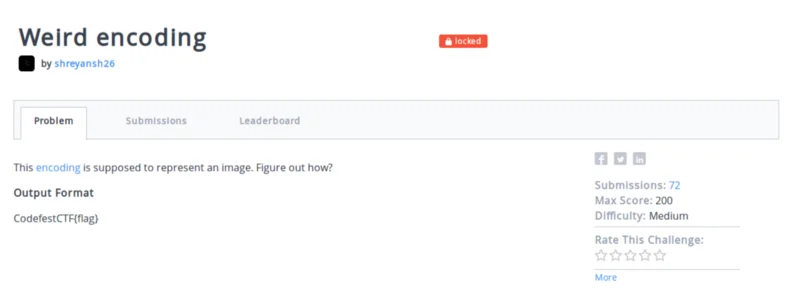 Weird encoding
locked
by shreyansh26
Problem Submissions Leaderboard
This encoding is supposed to represent an image. Figure out how?
Output Format
CodefestCTF{flag}
Submissions: 72
Max Score: 200
Difficulty: Medium
Rate This Challenge:
More